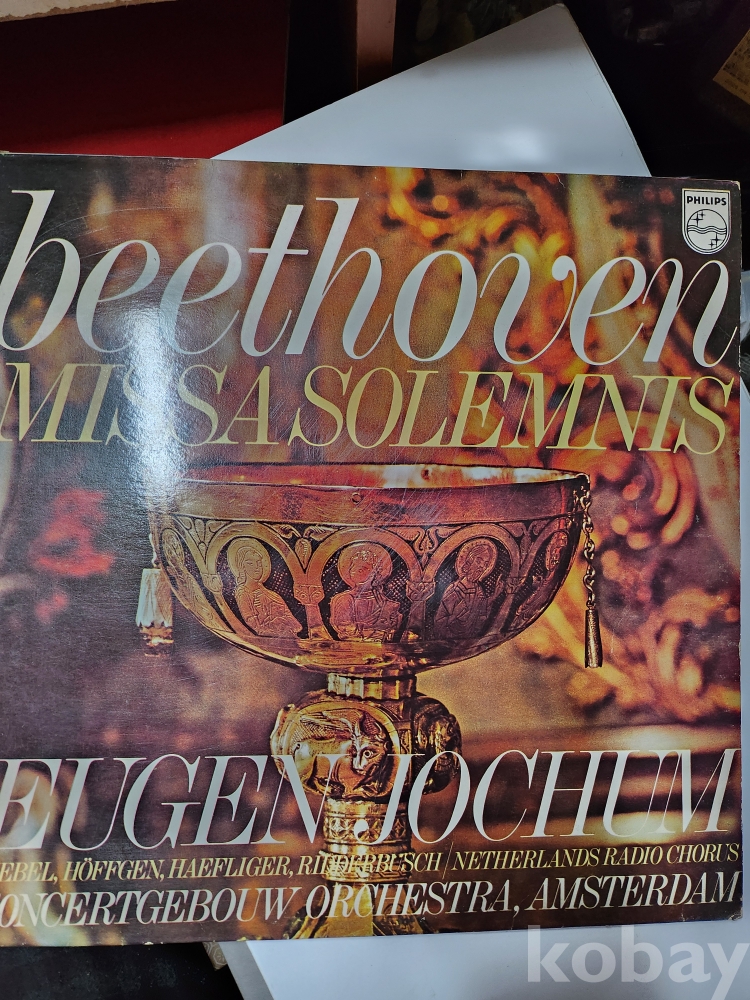 PHILIPS
beethoven
MISSA SOLEMNIS
EUGEN JOCHUM
EBEL, HÖFFGEN, HAEFLIGER, RIDDERBUSCH / NETHERLANDS RADIO CHORUS
ONCERTGEBOUW ORCHESTRA, AMSTERDAM
kobay